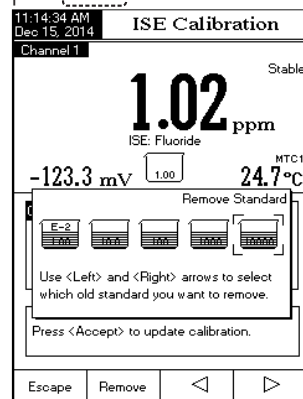 11:14:34 AM
Dec 15, 2014
ISE Calibration
Channel 1
Stable
1.02 ppm
ISE: Fluoride
-123.3 mV
1.00
MTC1
24.7°C
Remove Standard
E-2
1.00 10.0 100 1000 10000
Use <Left> and <Right> arrows to select
which old standard you want to remove.
Press <Accept> to update calibration.
Escape Remove